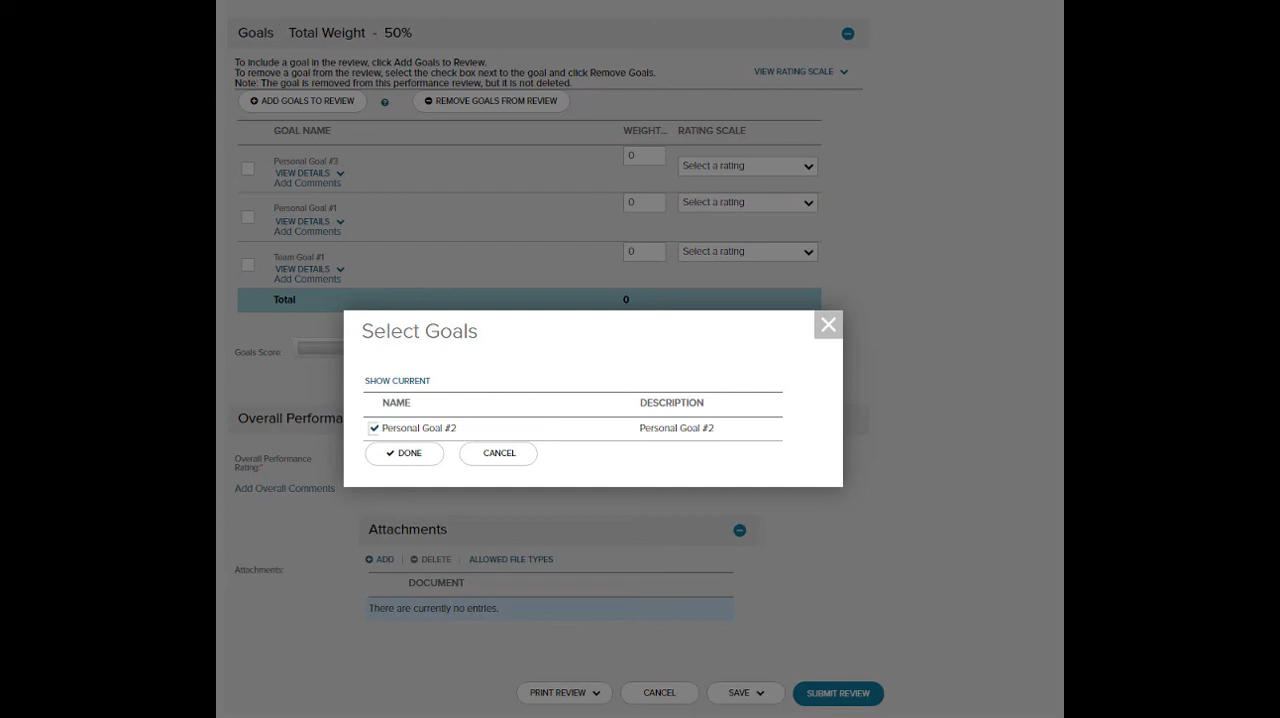 Goals Total Weight - 50%
To include a goal in the review, click Add Goals to Review.
To remove a goal from the review, select the check box next to the goal and click Remove Goals.
Note: The goal is removed from this performance review, but it is not deleted.
VIEW RATING SCALE
ADD GOALS TO REVIEW
REMOVE GOALS FROM REVIEW
GOAL NAME WEIGHT... RATING SCALE
Personal Goal #3 0 Select a rating
VIEW DETAILS
Add Comments
Personal Goal #1 0 Select a rating
VIEW DETAILS
Add Comments
Team Goal #1 0 Select a rating
VIEW DETAILS
Add Comments
Total 0
Select Goals
Goals Score:
SHOW CURRENT
NAME DESCRIPTION
Personal Goal #2 Personal Goal #2
DONE CANCEL
Overall Performa
Overall Performance
Rating:*
Add Overall Comments
Attachments
ADD | DELETE | ALLOWED FILE TYPES
Attachments:
DOCUMENT
There are currently no entries.
PRINT REVIEW CANCEL SAVE SUBMIT REVIEW